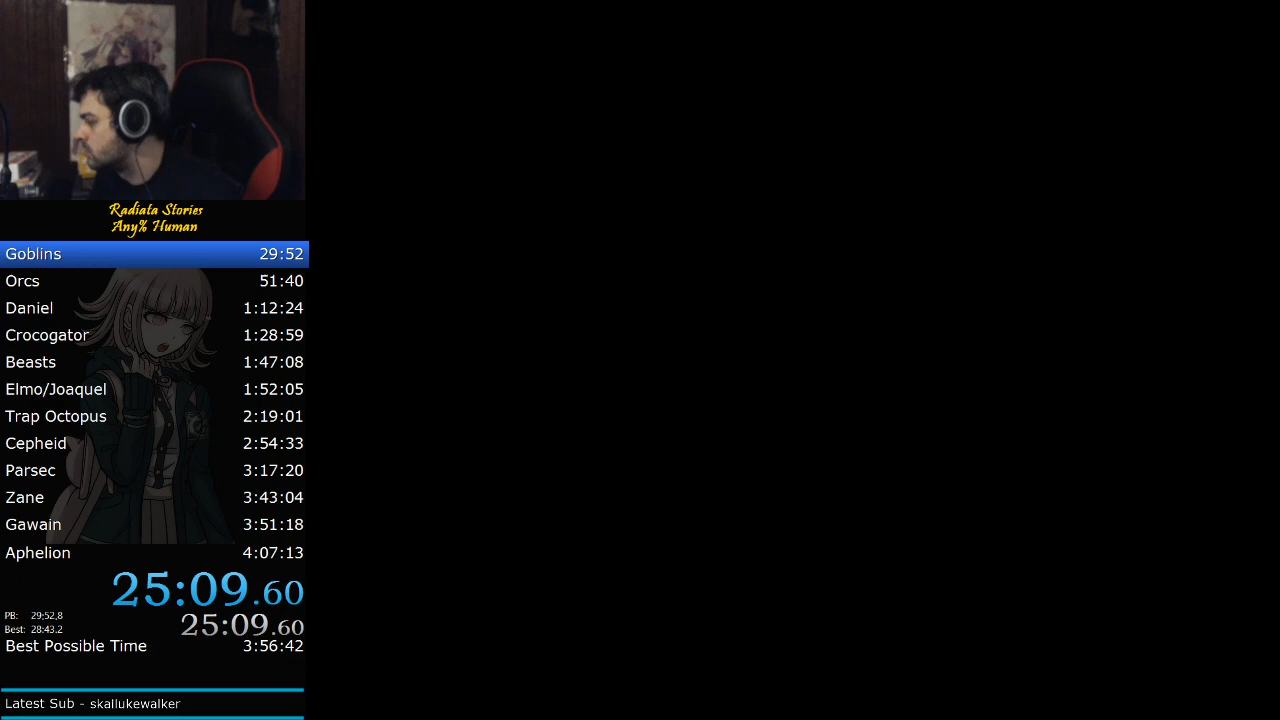 Radiata Stories
Any% Human
Goblins 29:52
Orcs 51:40
Daniel 1:12:24
Crocogator 1:28:59
Beasts 1:47:08
Elmo/Joaquel 1:52:05
Trap Octopus 2:19:01
Cepheid 2:54:33
Parsec 3:17:20
Zane 3:43:04
Gawain 3:51:18
Aphelion 4:07:13
25:09.60
PB: 29:52,8
25:09.60
Best: 28:43.2
Best Possible Time 3:56:42
Latest Sub - skallukewalker